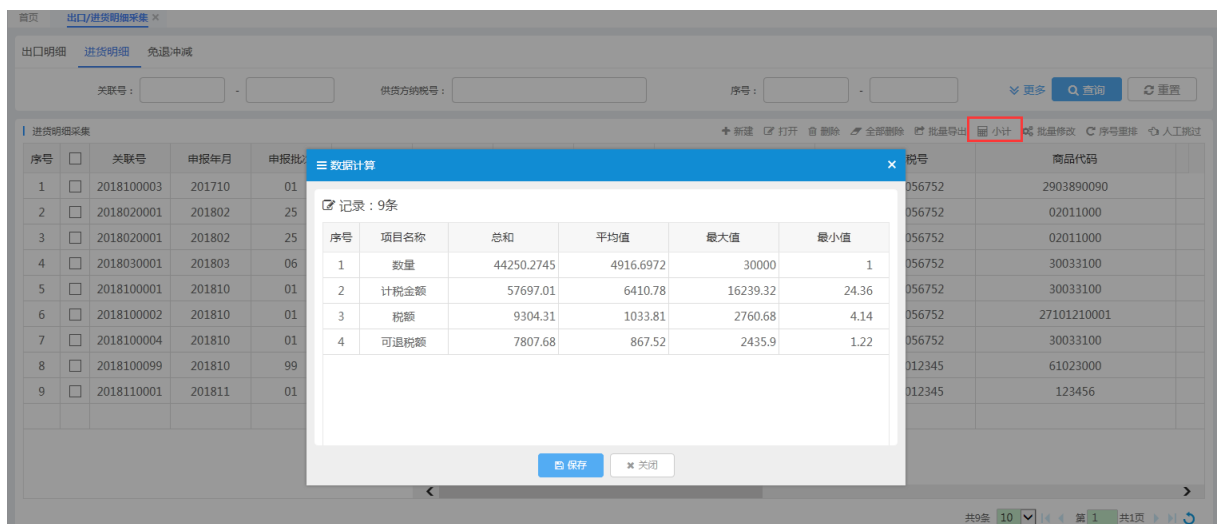 首页 出口/进货明细采集 ×
出口明细 进货明细 免退冲减
关联号： - 供货方纳税号： 序号： - 更多 查询 重置
进货明细采集 新建 打开 删除 全部删除 批量导出 小计 批量修改 序号重排 人工挑过
序号 关联号 申报年月 申报批 税号 商品代码
1 2018100003 201710 01 056752 2903890090
2 2018020001 201802 25 056752 02011000
3 2018020001 201802 25 056752 02011000
4 2018030001 201803 06 056752 30033100
5 2018100001 201810 01 056752 30033100
6 2018100002 201810 01 056752 27101210001
7 2018100004 201810 01 056752 30033100
8 2018100099 201810 99 012345 61023000
9 2018110001 201811 01 012345 123456
数据计算 ×
记录：9条
序号 项目名称 总和 平均值 最大值 最小值
1 数量 44250.2745 4916.6972 30000 1
2 计税金额 57697.01 6410.78 16239.32 24.36
3 税额 9304.31 1033.81 2760.68 4.14
4 可退税额 7807.68 867.52 2435.9 1.22
保存 关闭
共9条 10 第 1 共1页